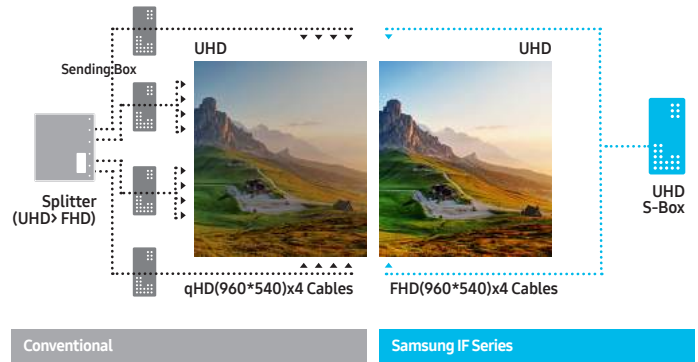 UHD
UHD
Sending Box
Splitter
(UHD> FHD)
UHD
S-Box
qHD(960*540)x4 Cables
FHD(960*540)x4 Cables
Conventional
Samsung IF Series